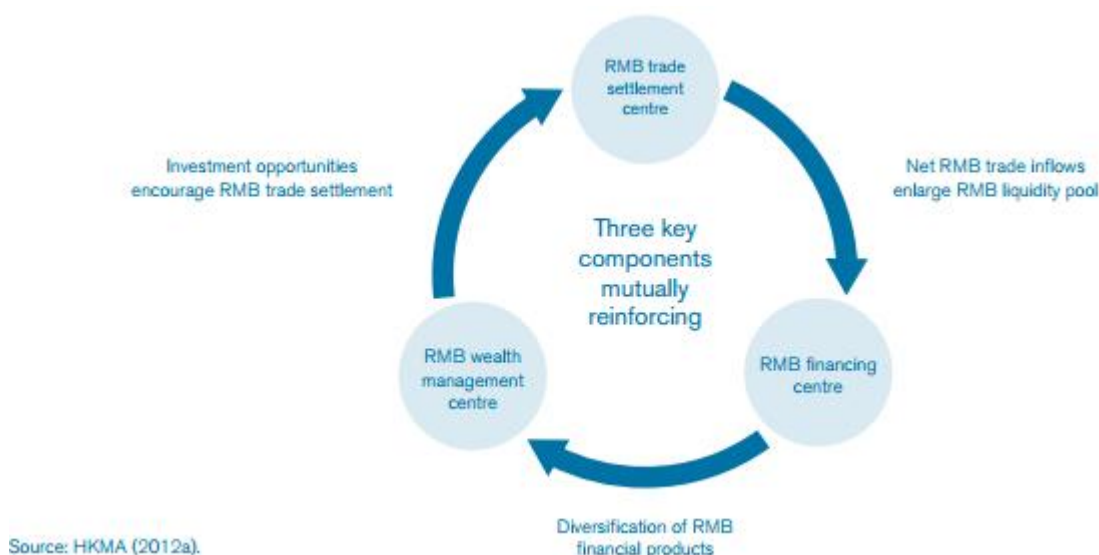 RMB trade
settlement
centre
Investment opportunities
encourage RMB trade settlement
Net RMB trade inflows
enlarge RMB liquidity pool
Three key
components
mutually
reinforcing
RMB wealth
management
centre
RMB financing
centre
Diversification of RMB
financial products
Source: HKMA (2012a).